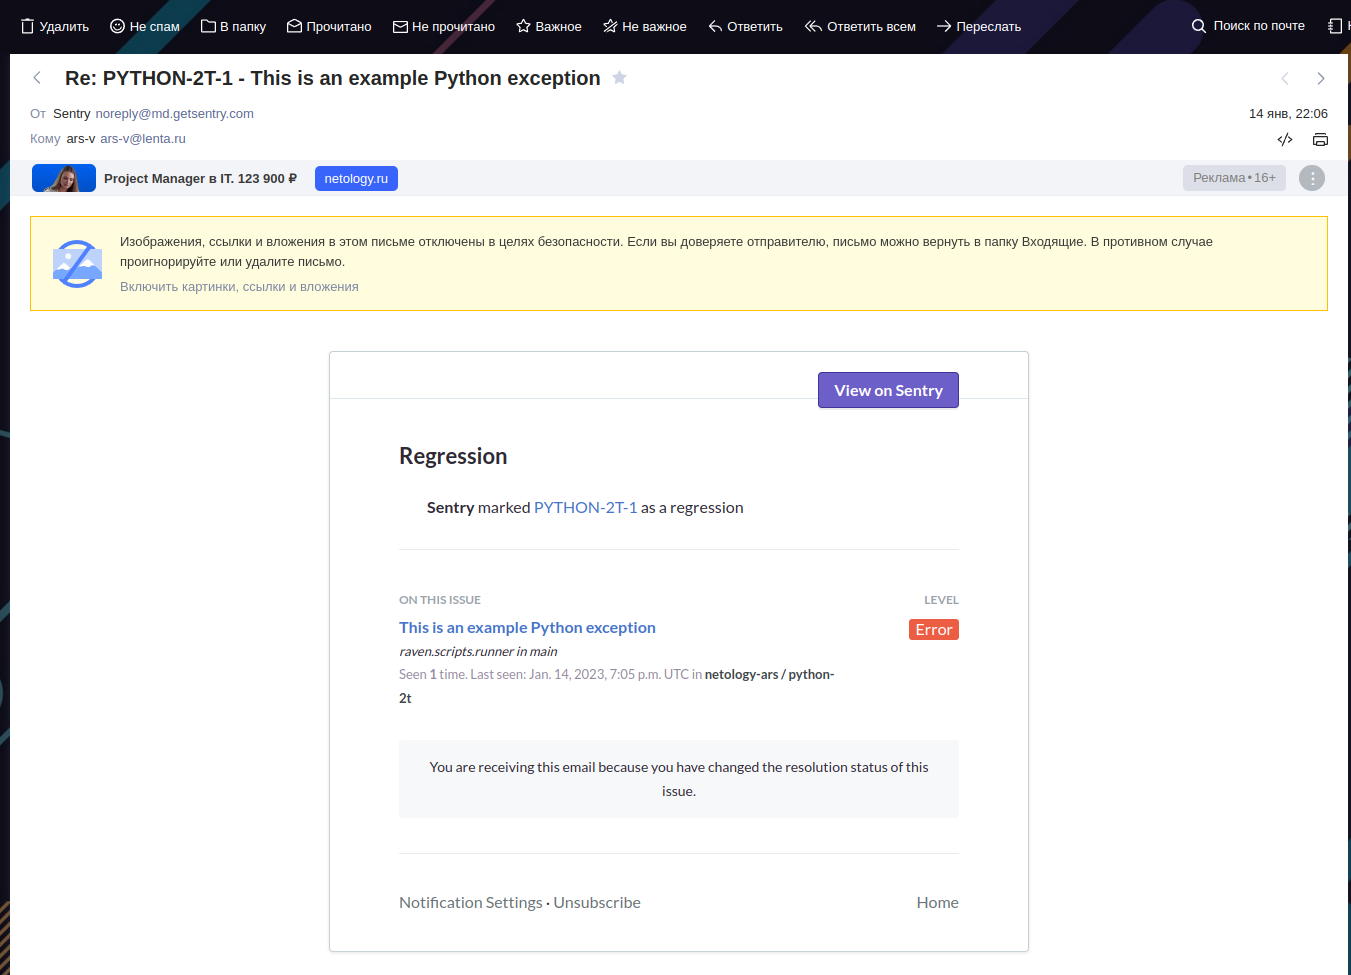 Удалить Не спам В папку Прочитано Не прочитано Важное Не важное Ответить Ответить всем Переслать Поиск по почте
Re: PYTHON-2T-1 - This is an example Python exception
От Sentry noreply@md.getsentry.com 14 янв, 22:06
Кому ars-v ars-v@lenta.ru
Project Manager в IT. 123 900 ₽ netology.ru Реклама • 16+
Изображения, ссылки и вложения в этом письме отключены в целях безопасности. Если вы доверяете отправителю, письмо можно вернуть в папку Входящие. В противном случае
проигнорируйте или удалите письмо.
Включить картинки, ссылки и вложения
View on Sentry
Regression
Sentry marked PYTHON-2T-1 as a regression
ON THIS ISSUE LEVEL
This is an example Python exception Error
raven.scripts.runner in main
Seen 1 time. Last seen: Jan. 14, 2023, 7:05 p.m. UTC in netology-ars / python-
2t
You are receiving this email because you have changed the resolution status of this
issue.
Notification Settings · Unsubscribe Home